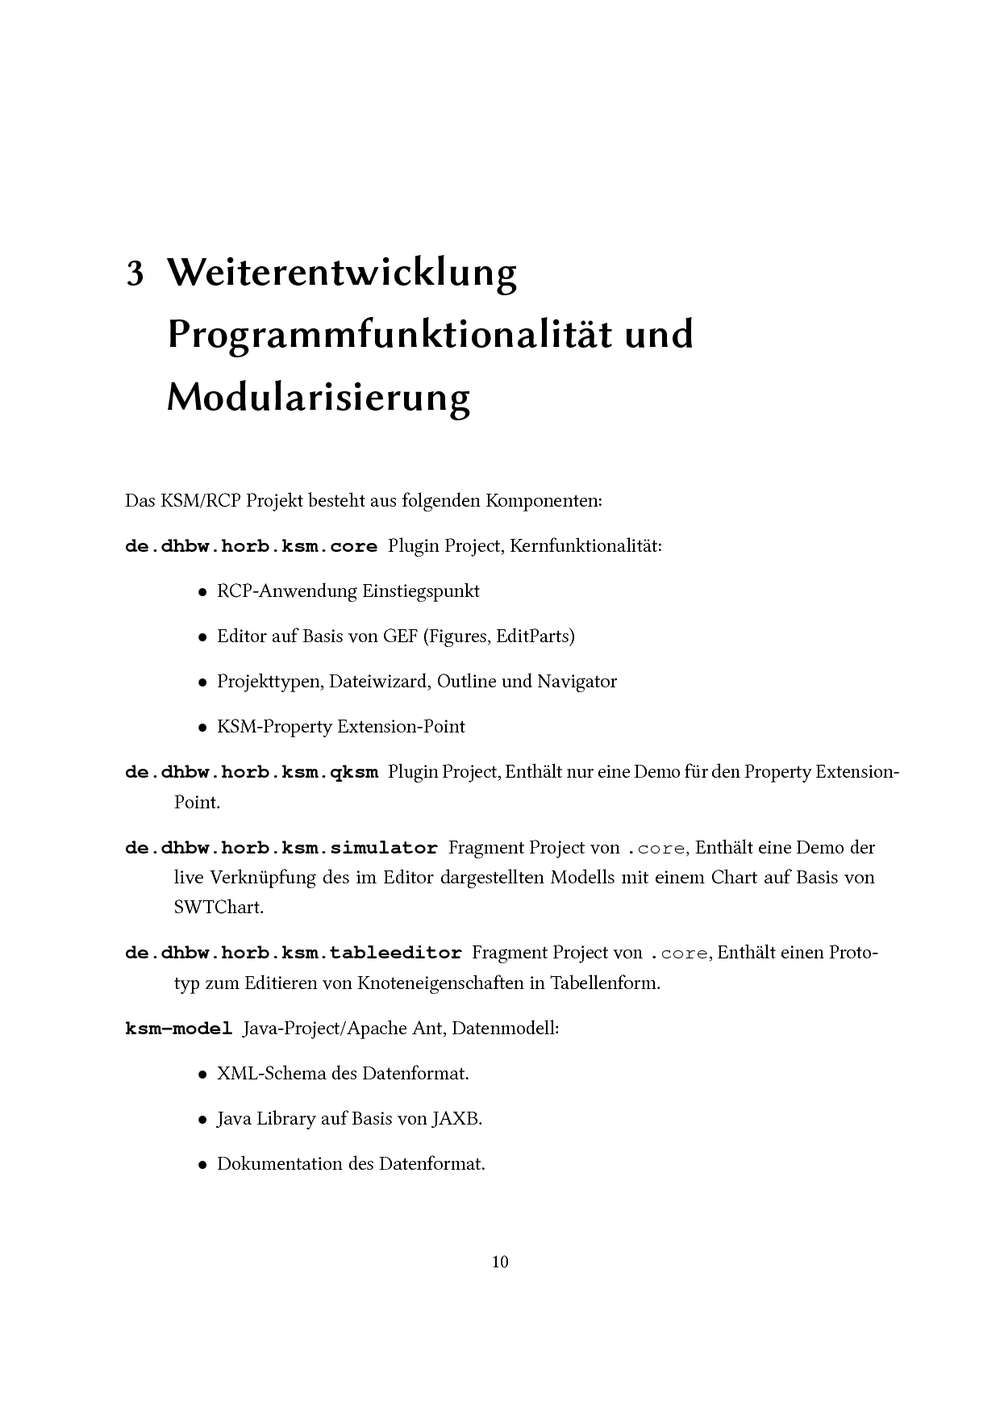 3 Weiterentwicklung
Programmfunktionalität und
Modularisierung
Das KSM/RCP Projekt besteht aus folgenden Komponenten:
de.dhbw.horb.ksm.core Plugin Project, Kernfunktionalität:
• RCP-Anwendung Einstiegspunkt
• Editor auf Basis von GEF (Figures, EditParts)
• Projekttypen, Dateiwizard, Outline und Navigator
• KSM-Property Extension-Point
de.dhbw.horb.ksm.qksm Plugin Project, Enthält nur eine Demo für den Property Extension-
Point.
de.dhbw.horb.ksm.simulator Fragment Project von .core, Enthält eine Demo der
live Verknüpfung des im Editor dargestellten Modells mit einem Chart auf Basis von
SWTChart.
de.dhbw.horb.ksm.tableeditor Fragment Project von .core, Enthält einen Proto-
typ zum Editieren von Knoteneigenschaften in Tabellenform.
ksm-model Java-Project/Apache Ant, Datenmodell:
• XML-Schema des Datenformat.
• Java Library auf Basis von JAXB.
• Dokumentation des Datenformat.
10